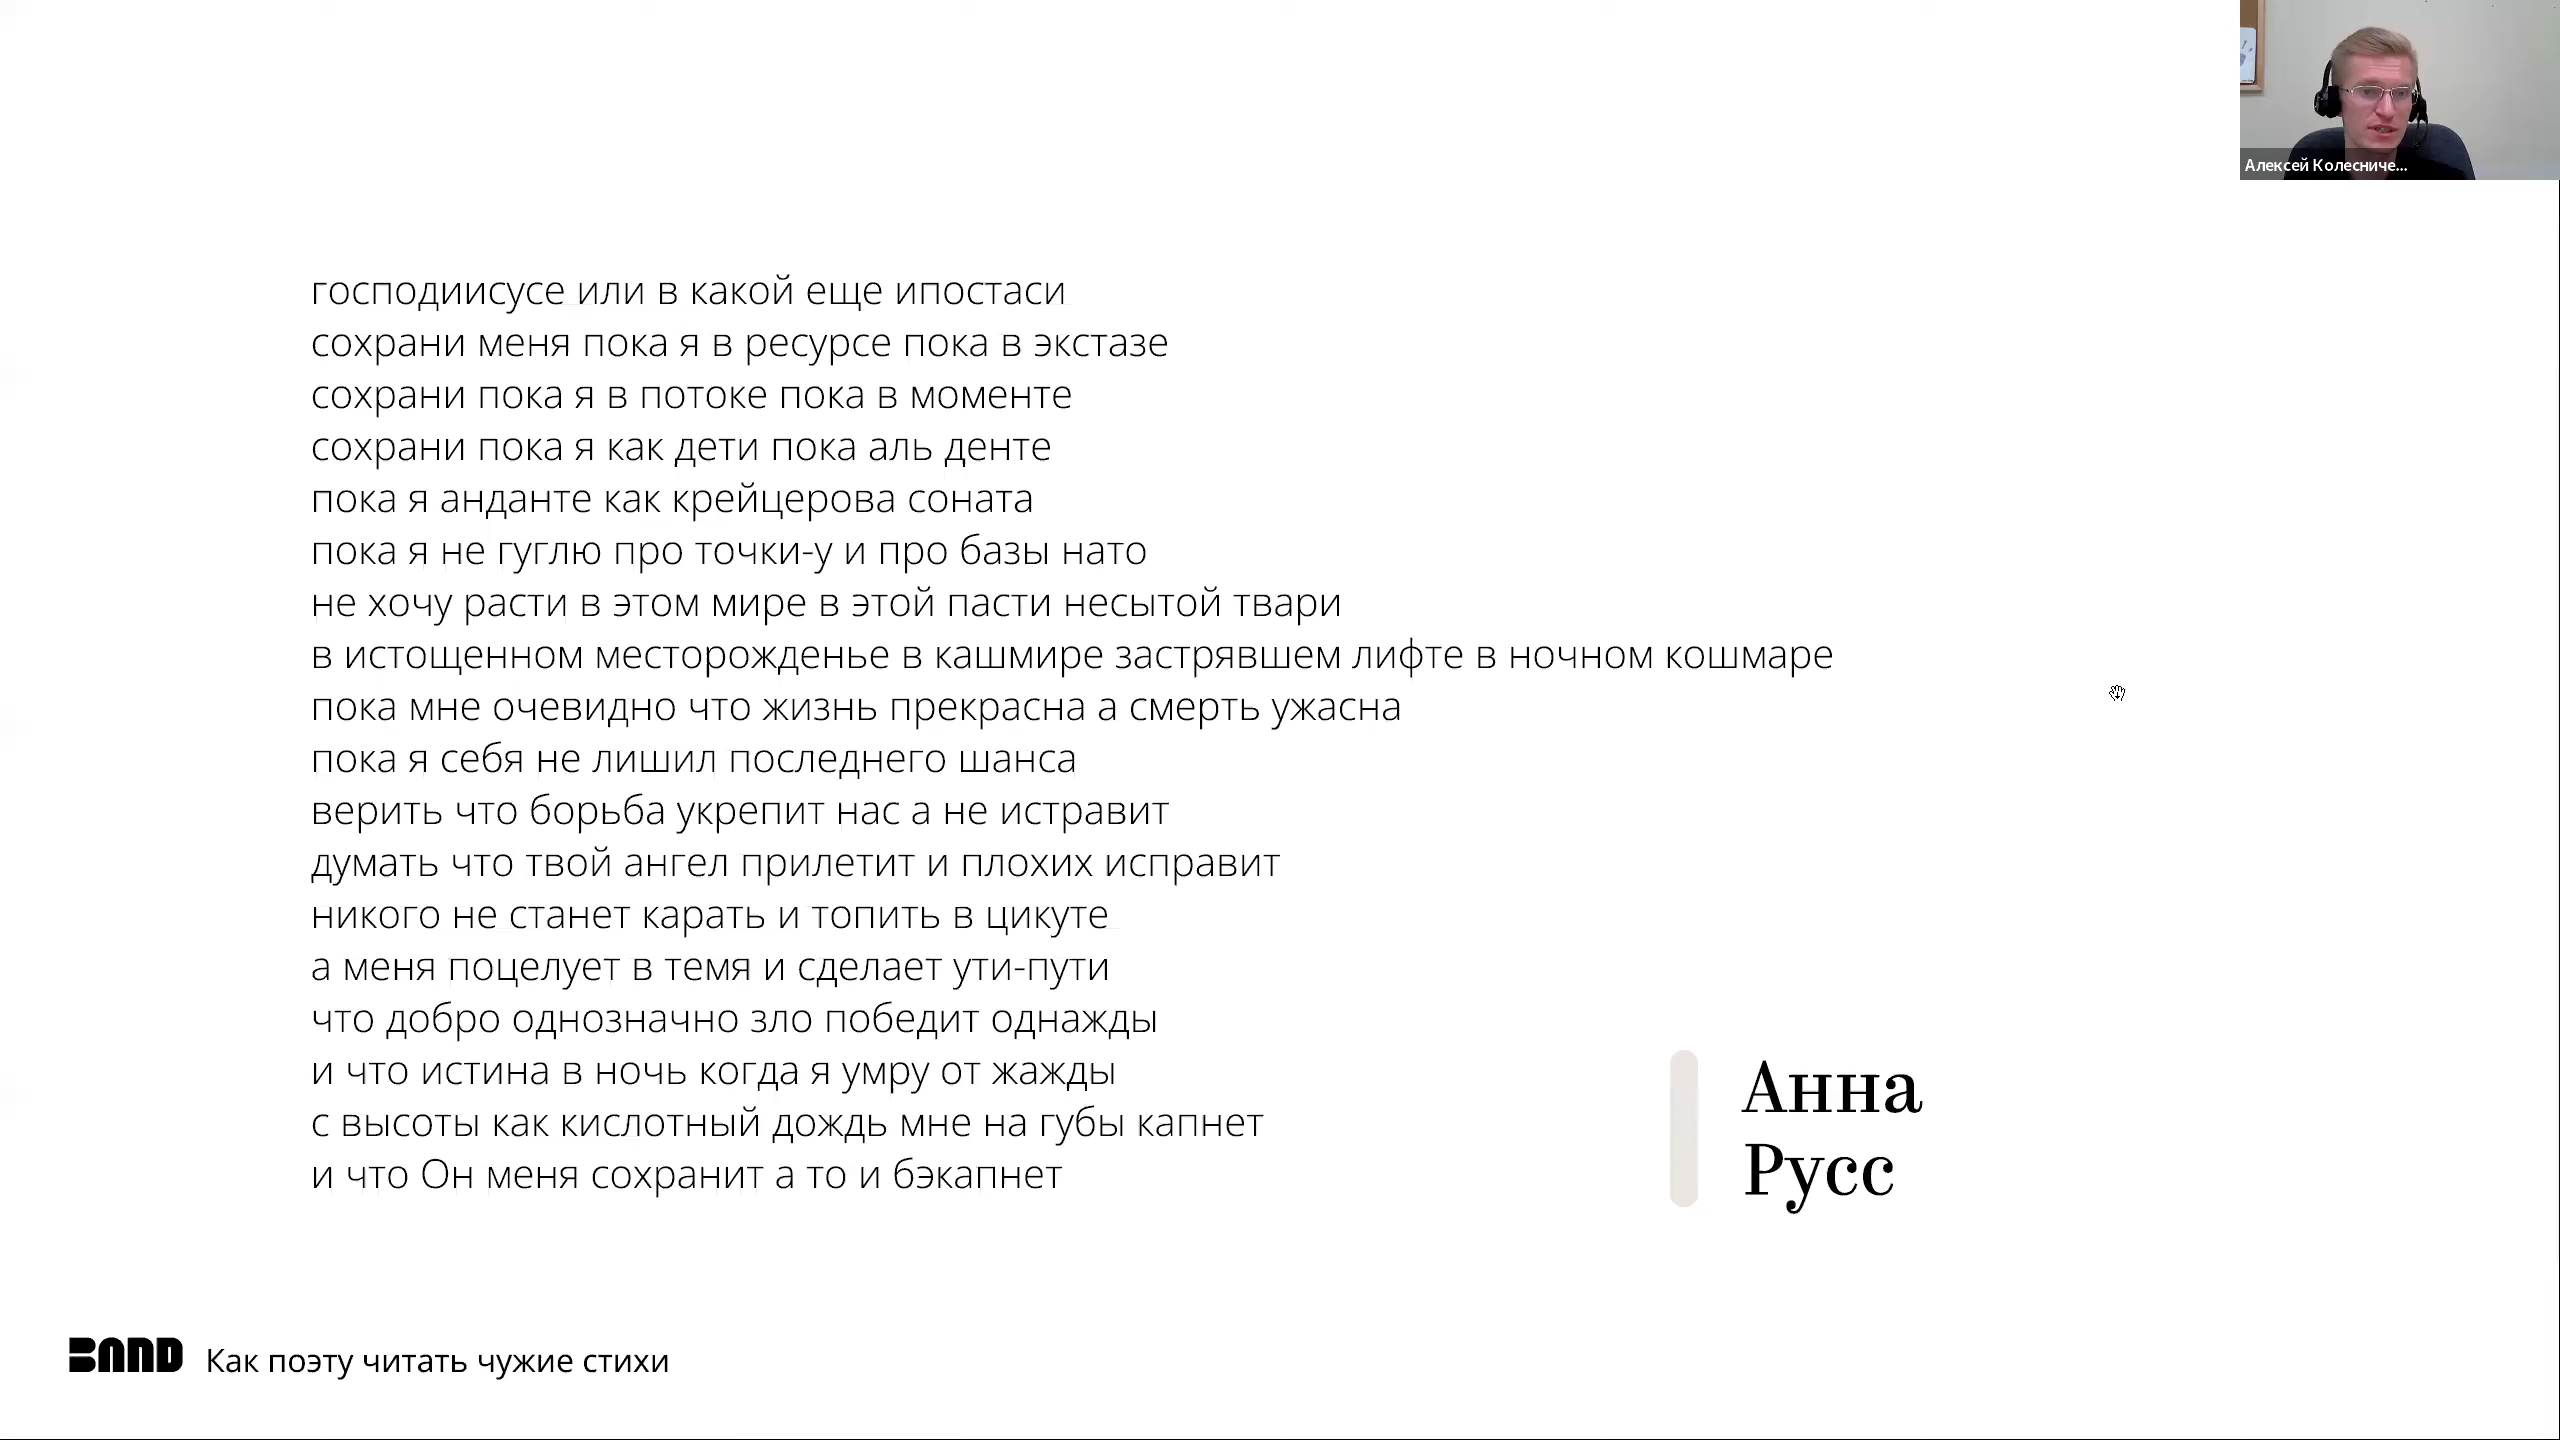 Алексей Колесниче...
господиисусе или в какой еще ипостаси
сохрани меня пока я в ресурсе пока в экстазе
сохрани пока я в потоке пока в моменте
сохрани пока я как дети пока аль денте
пока я анданте как крейцерова соната
пока я не гуглю про точки-у и про базы нато
не хочу расти в этом мире в этой пасти несытой твари
в истощенном месторожденье в кашмире застрявшем лифте в ночном кошмаре
пока мне очевидно что жизнь прекрасна а смерть ужасна
пока я себя не лишил последнего шанса
верить что борьба укрепит нас а не истравит
думать что твой ангел прилетит и плохих исправит
никого не станет карать и топить в цикуте
а меня поцелует в темя и сделает ути-пути
что добро однозначно зло победит однажды
и что истина в ночь когда я умру от жажды
с высоты как кислотный дождь мне на губы капнет
и что Он меня сохранит а то и бэкапнет
Анна
Русс
BAND Как поэту читать чужие стихи